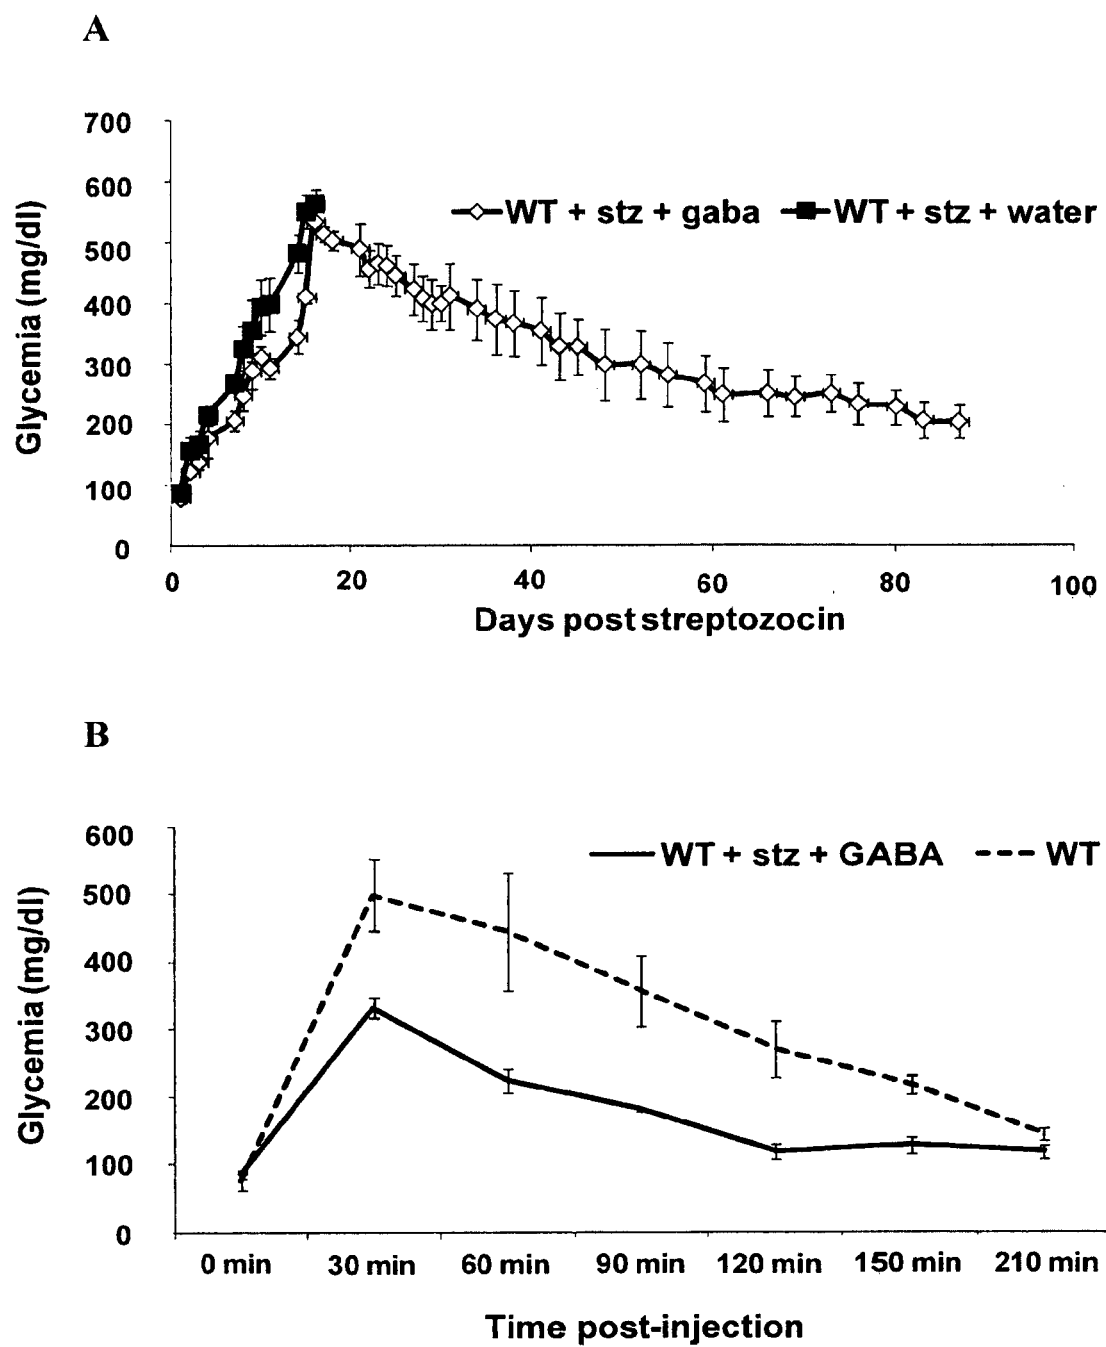 A
700
600
500
400
300
200
100
0
Glycemia (mg/dl)
WT + stz + gaba WT + stz + water
0 20 40 60 80 100
Days post streptozocin
B
600
500
400
300
200
100
0
Glycemia (mg/dl)
WT + stz + GABA WT
0 min 30 min 60 min 90 min 120 min 150 min 210 min
Time post-injection